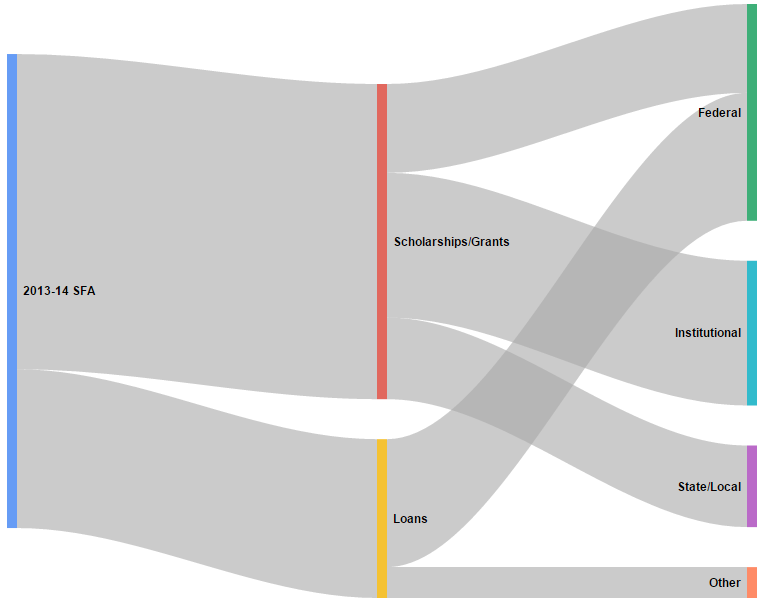 Federal
Scholarships/Grants
2013-14 SFA
Institutional
State/Local
Loans
Other